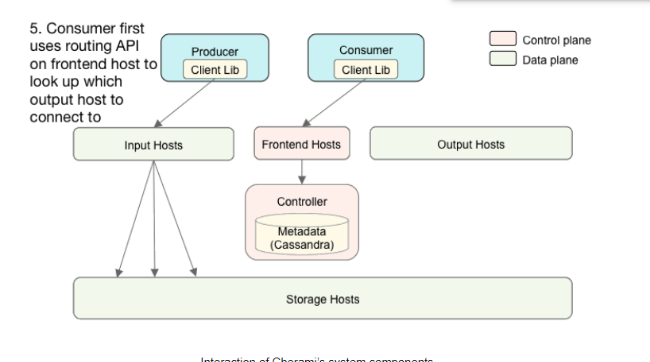 5. Consumer first
uses routing API
on frontend host to
look up which
output host to
connect to
Producer
Client Lib
Consumer
Client Lib
Control plane
Data plane
Input Hosts
Frontend Hosts
Output Hosts
Controller
Metadata
(Cassandra)
Storage Hosts
Interaction of Cherami's system components